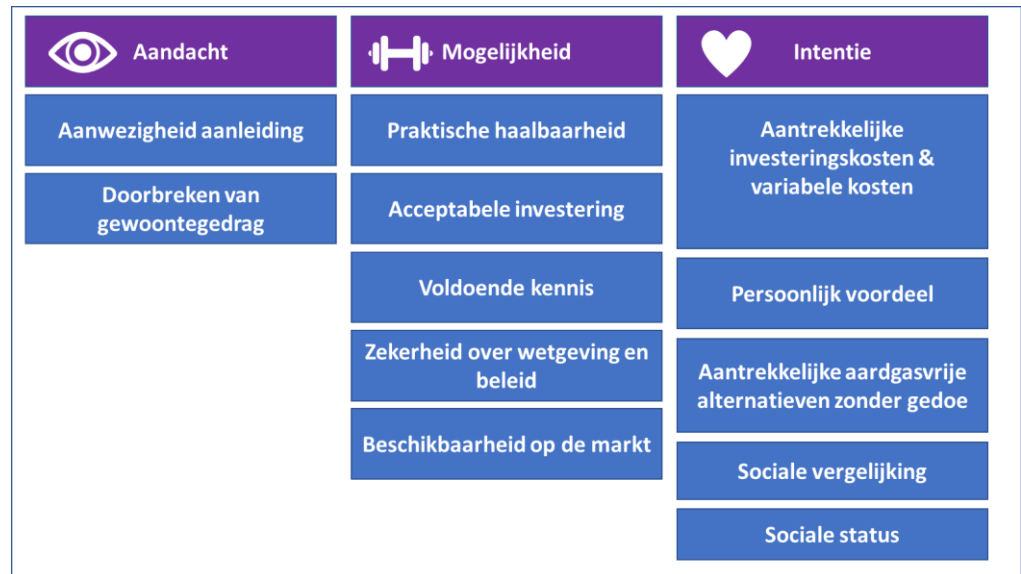 Aandacht
Aanwezigheid aanleiding
Doorbreken van
gewoontegedrag
Mogelijkheid
Praktische haalbaarheid
Acceptabele investering
Voldoende kennis
Zekerheid over wetgeving en
beleid
Beschikbaarheid op de markt
Intentie
Aantrekkelijke
investeringskosten &
variabele kosten
Persoonlijk voordeel
Aantrekkelijke aardgasvrije
alternatieven zonder gedoe
Sociale vergelijking
Sociale status